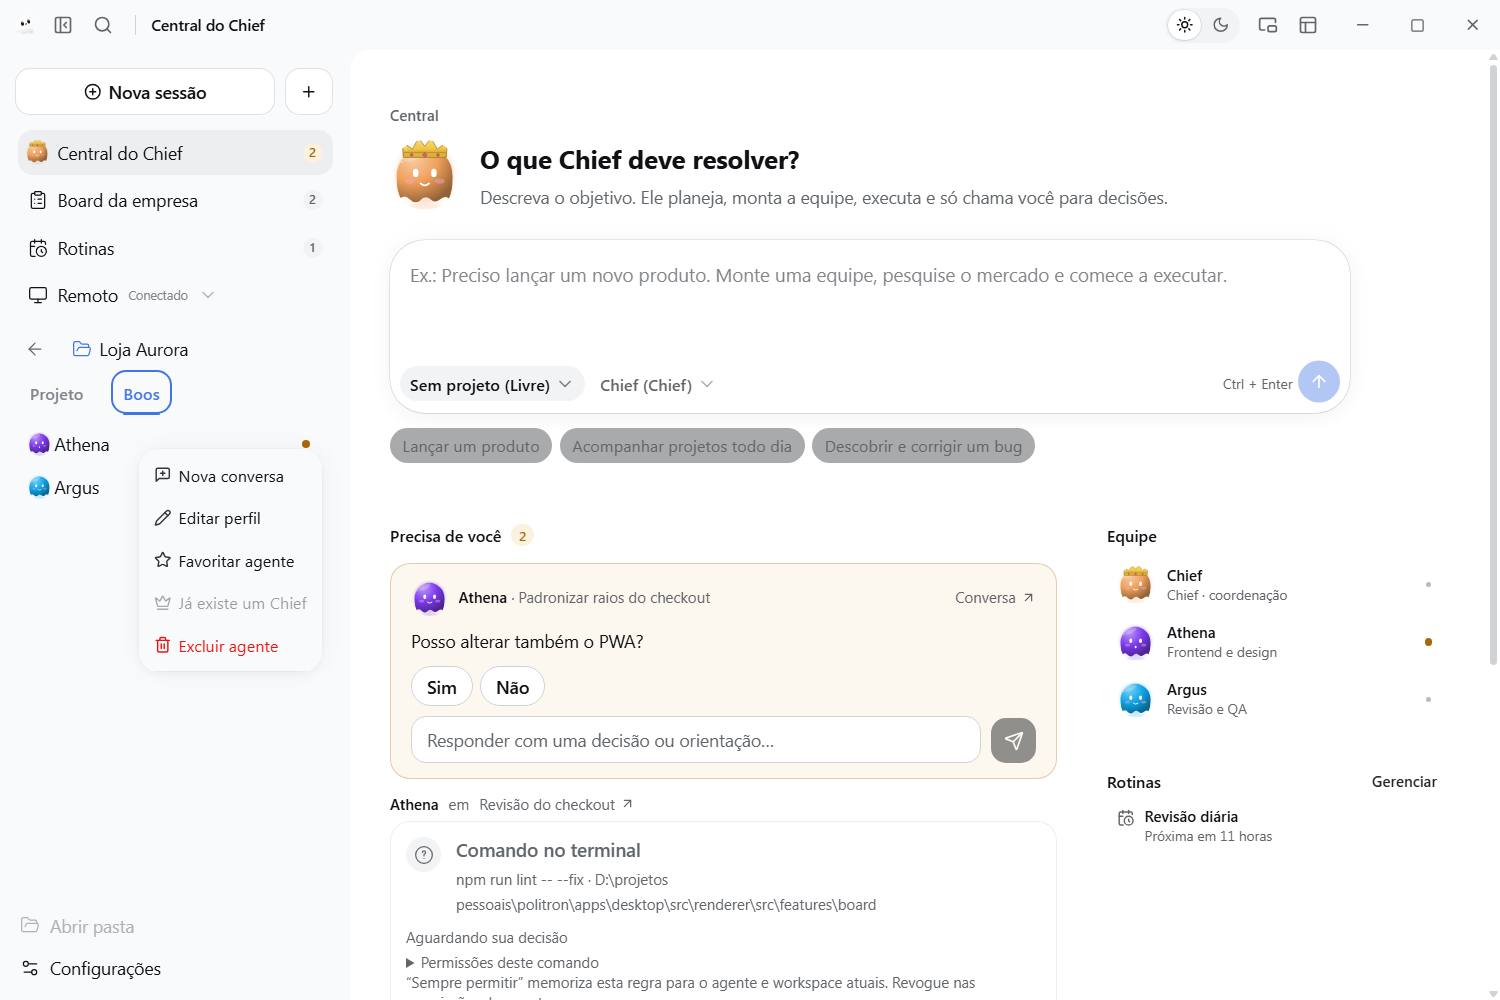 Central do Chief
Nova sessão
Central do Chief 2
Board da empresa 2
Rotinas 1
Remoto Conectado
Loja Aurora
Projeto Boos
Athena
Argus
Nova conversa
Editar perfil
Favoritar agente
Já existe um Chief
Excluir agente
Abrir pasta
Configurações
Central
O que Chief deve resolver?
Descreva o objetivo. Ele planeja, monta a equipe, executa e só chama você para decisões.
Ex.: Preciso lançar um novo produto. Monte uma equipe, pesquise o mercado e comece a executar.
Sem projeto (Livre) Chief (Chief) Ctrl + Enter
Lançar um produto Acompanhar projetos todo dia Descobrir e corrigir um bug
Precisa de você 2
Athena · Padronizar raios do checkout Conversa
Posso alterar também o PWA?
Sim Não
Responder com uma decisão ou orientação...
Athena em Revisão do checkout
Comando no terminal
npm run lint -- --fix · D:\projetos
pessoais\politron\apps\desktop\src\renderer\src\features\board
Aguardando sua decisão
Permissões deste comando
“Sempre permitir” memoriza esta regra para o agente e workspace atuais. Revogue nas
Equipe
Chief
Chief · coordenação
Athena
Frontend e design
Argus
Revisão e QA
Rotinas Gerenciar
Revisão diária
Próxima em 11 horas